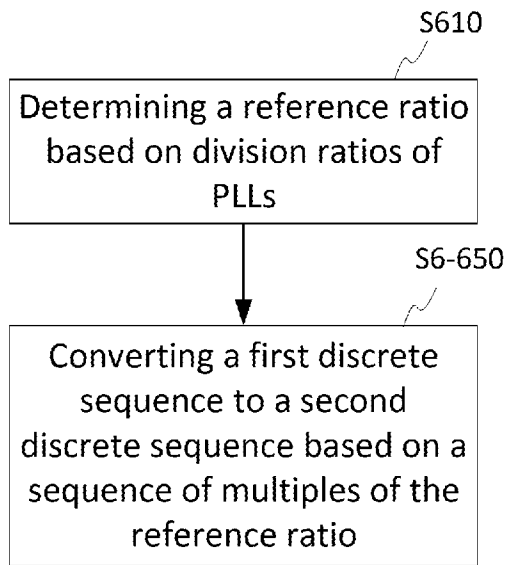 S610
Determining a reference ratio
based on division ratios of
PLLs
S6-650
Converting a first discrete
sequence to a second
discrete sequence based on a
sequence of multiples of the
reference ratio